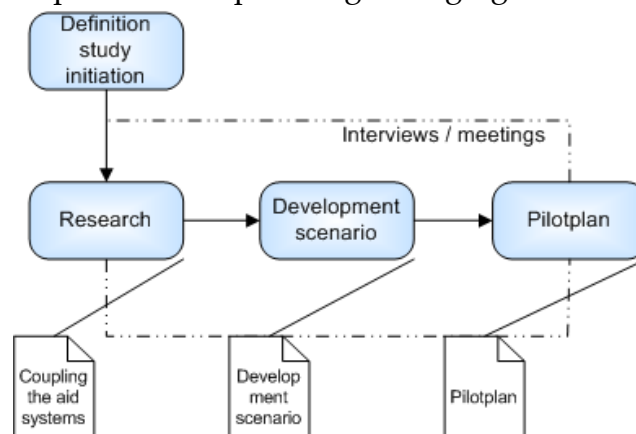 Definition
study
initiation
Interviews / meetings
Research
Development
scenario
Pilotplan
Coupling
the aid
systems
Develop
ment
scenario
Pilotplan